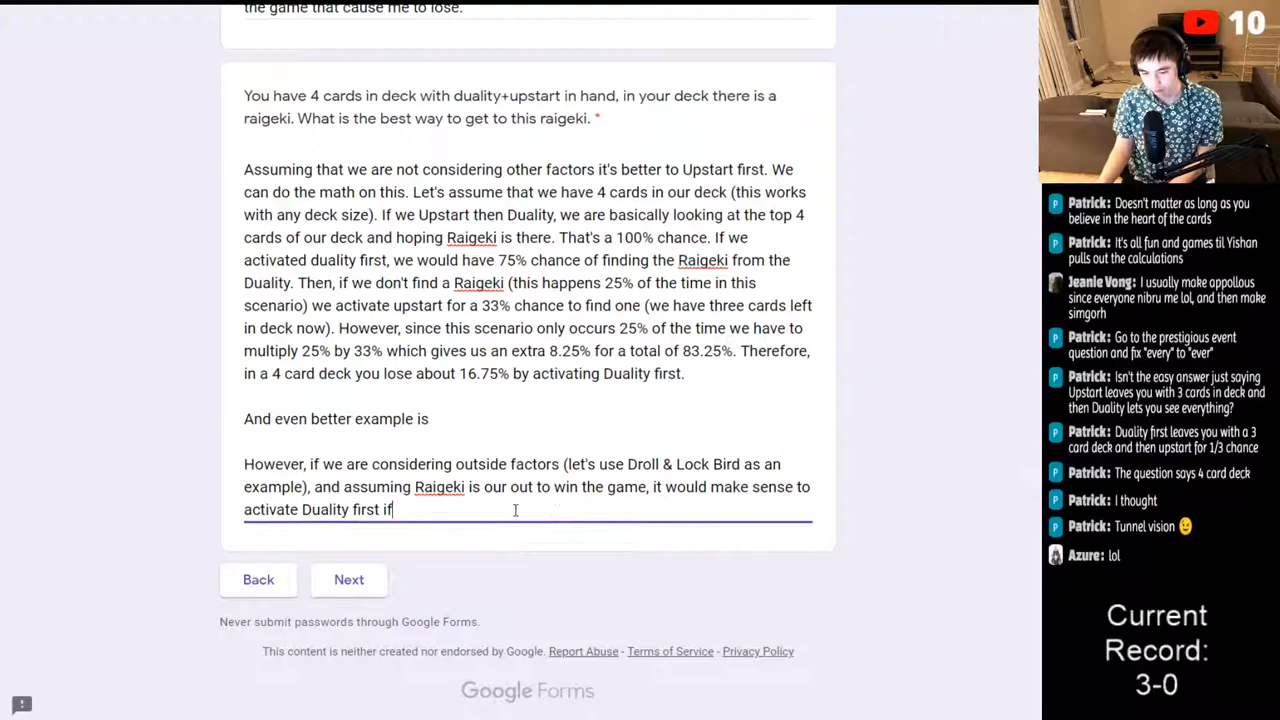 the game that cause me to lose.
You have 4 cards in deck with duality+upstart in hand, in your deck there is a
raigeki. What is the best way to get to this raigeki. *
Assuming that we are not considering other factors it's better to Upstart first. We
can do the math on this. Let's assume that we have 4 cards in our deck (this works
with any deck size). If we Upstart then Duality, we are basically looking at the top 4
cards of our deck and hoping Raigeki is there. That's a 100% chance. If we
activated duality first, we would have 75% chance of finding the Raigeki from the
Duality. Then, if we don't find a Raigeki (this happens 25% of the time in this
scenario) we activate upstart for a 33% chance to find one (we have three cards left
in deck now). However, since this scenario only occurs 25% of the time we have to
multiply 25% by 33% which gives us an extra 8.25% for a total of 83.25%. Therefore,
in a 4 card deck you lose about 16.75% by activating Duality first.
And even better example is
However, if we are considering outside factors (let's use Droll & Lock Bird as an
example), and assuming Raigeki is our out to win the game, it would make sense to
activate Duality first if
Back
Next
Never submit passwords through Google Forms.
This content is neither created nor endorsed by Google. Report Abuse - Terms of Service - Privacy Policy
Google Forms
10
Patrick: Doesn't matter as long as you
believe in the heart of the cards
Patrick: It's all fun and games til Yishan
pulls out the calculations
Jeanie Vong: I usually make appollous
since everyone nibru me lol, and then make
simgorh
Patrick: Go to the prestigious event
question and fix "every" to "ever"
Patrick: Isn't the easy answer just saying
Upstart leaves you with 3 cards in deck and
then Duality lets you see everything?
Patrick: Duality first leaves you with a 3
card deck and then upstart for 1/3 chance
Patrick: The question says 4 card deck
Patrick: I thought
Patrick: Tunnel vision 😉
Azure: lol
Current
Record:
3-0